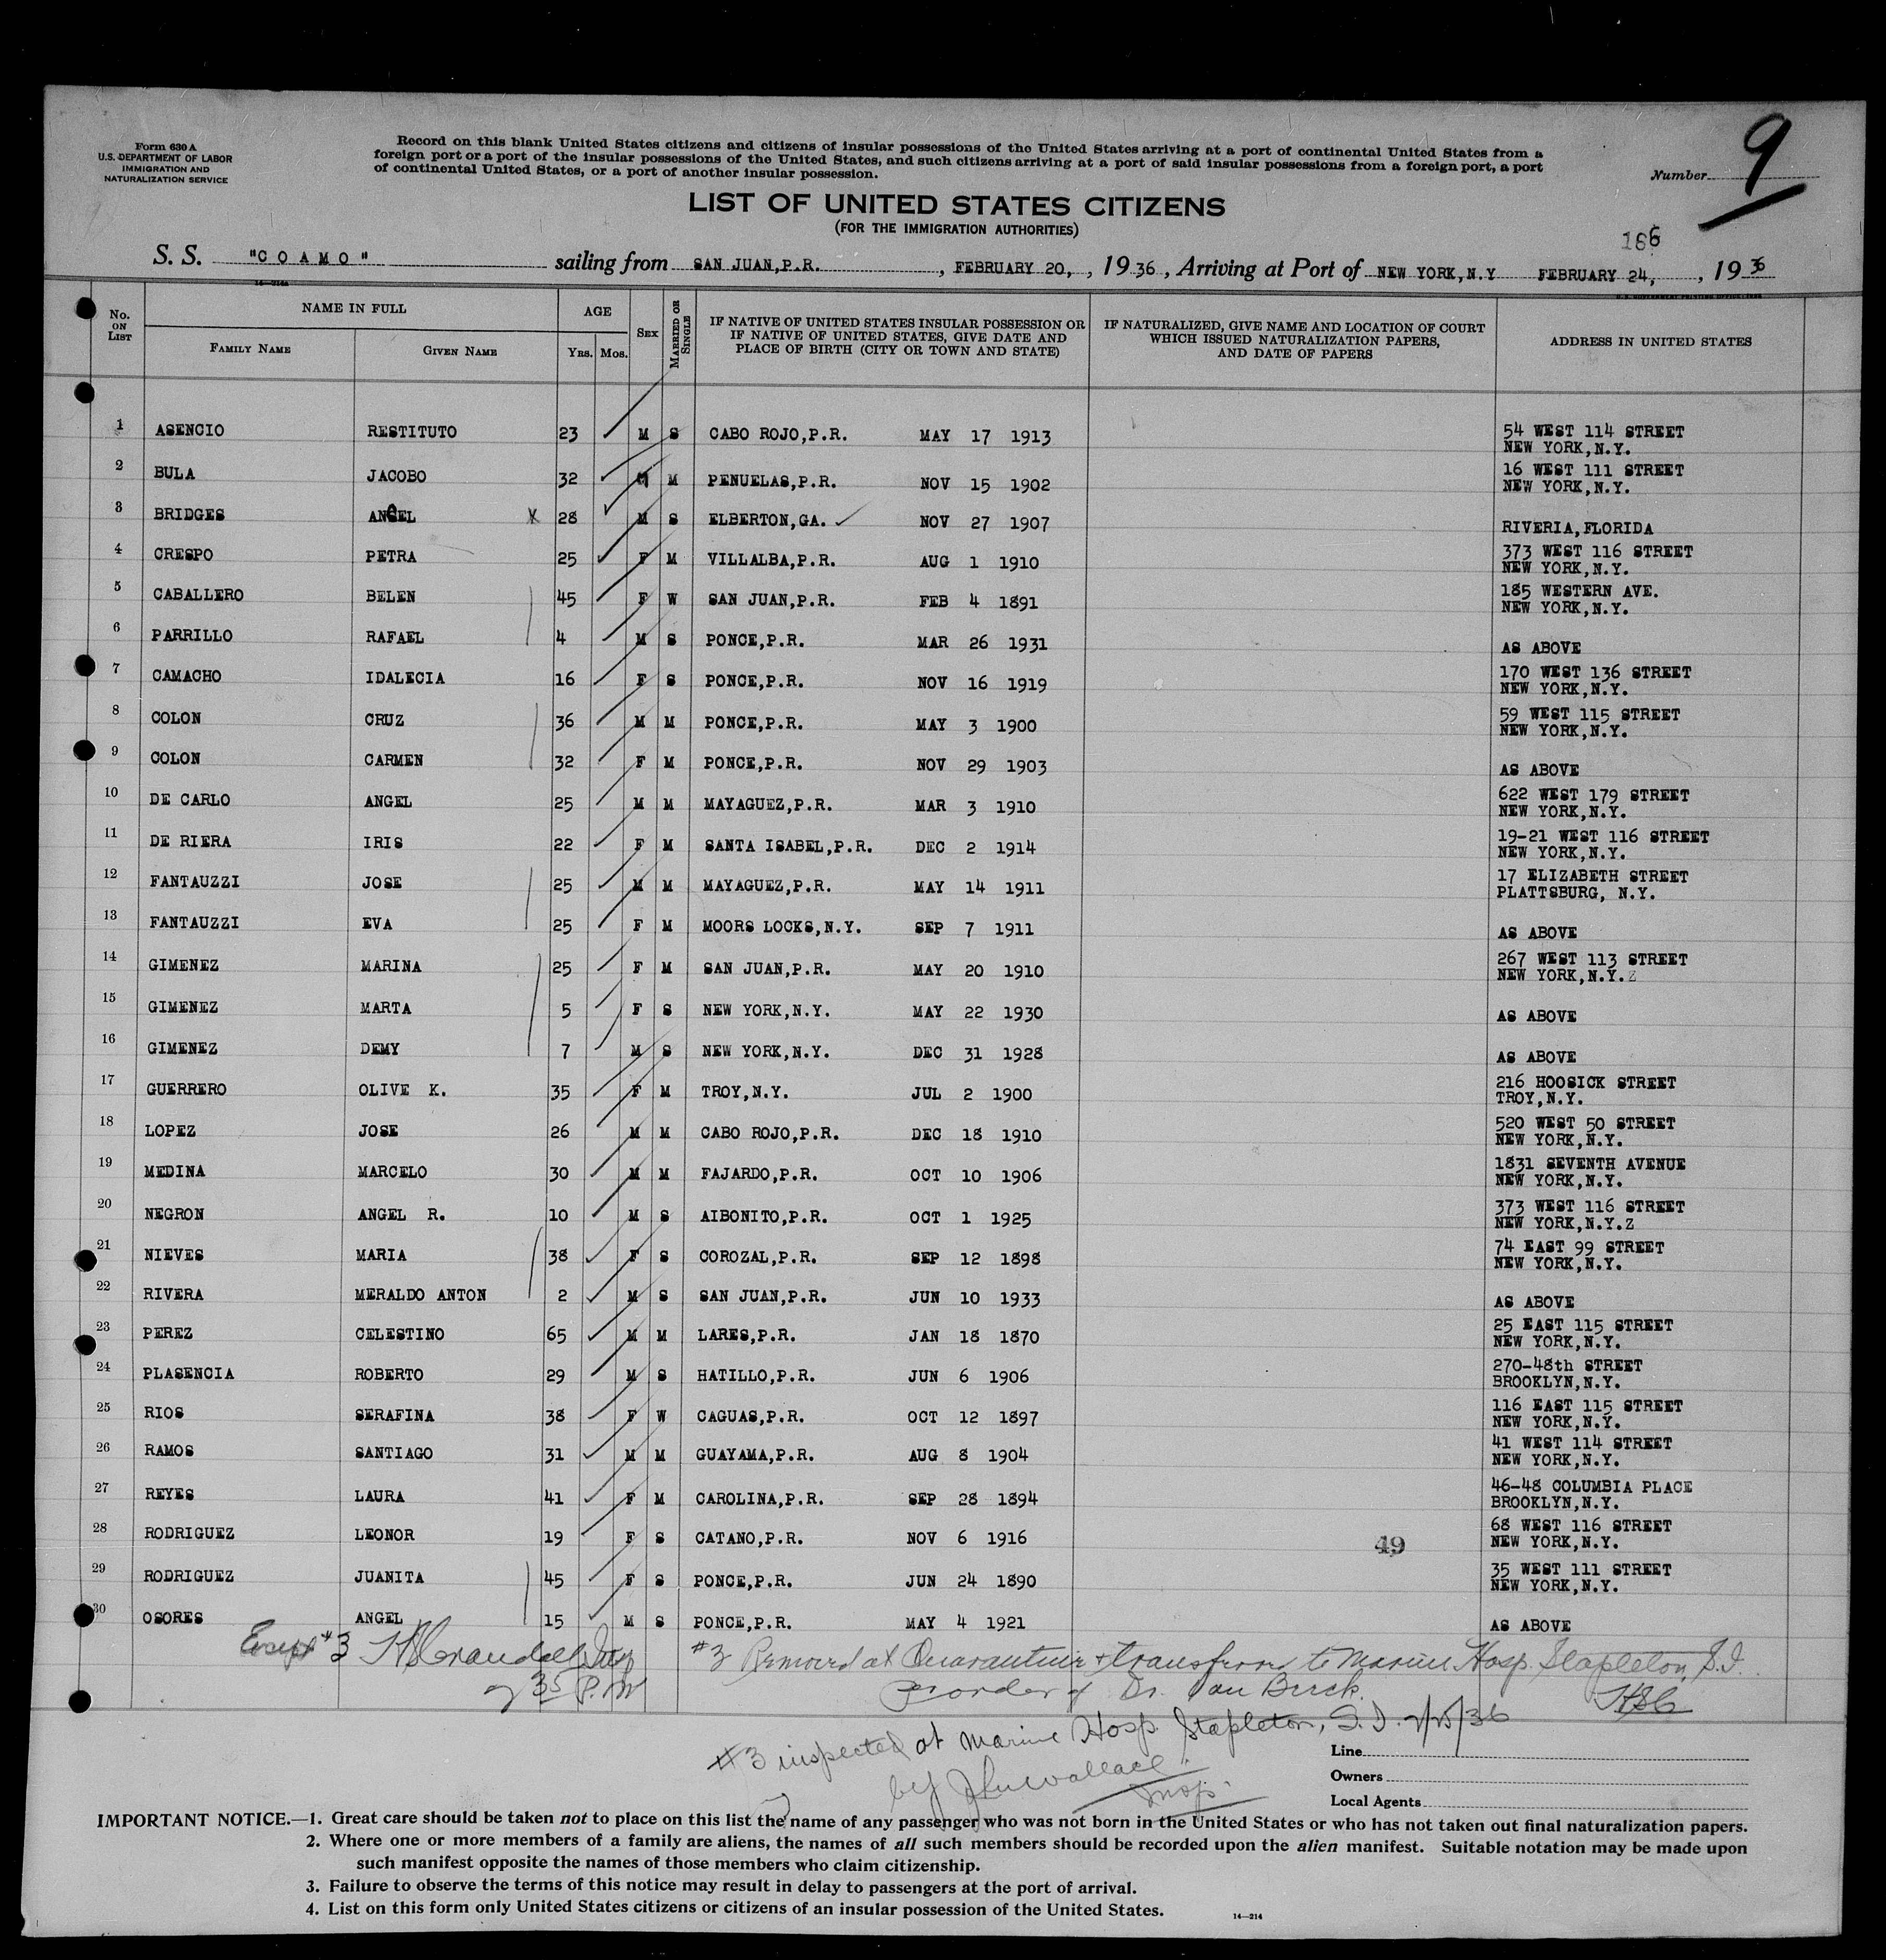 Form 630 A
U.S. DEPARTMENT OF LABOR
IMMIGRATION AND
NATURALIZATION SERVICE
Record on this blank United States citizens and citizens of insular possessions of the United States arriving at a port of continental United States from a
foreign port or a port of the insular possessions of the United States, and such citizens arriving at a port of said insular possessions from a foreign port, a port
of continental United States, or a port of another insular possession.
Number 9
LIST OF UNITED STATES CITIZENS
(FOR THE IMMIGRATION AUTHORITIES)
166
S. S. "COAMO" sailing from SAN JUAN,P.R. , FEBRUARY 20, , 19 36 , Arriving at Port of NEW YORK,N.Y FEBRUARY 24, , 19 36
No. ON LIST NAME IN FULL FAMILY NAME GIVEN NAME AGE YRS. MOS. SEX MARRIED OR SINGLE IF NATIVE OF UNITED STATES INSULAR POSSESSION OR IF NATIVE OF UNITED STATES, GIVE DATE AND PLACE OF BIRTH (CITY OR TOWN AND STATE) IF NATURALIZED, GIVE NAME AND LOCATION OF COURT WHICH ISSUED NATURALIZATION PAPERS, AND DATE OF PAPERS ADDRESS IN UNITED STATES
1 ASENCIO RESTITUTO 23 M S CABO ROJO,P.R. MAY 17 1913 54 WEST 114 STREET
NEW YORK,N.Y.
2 BULA JACOBO 32 M M PENUELAS,P.R. NOV 15 1902 16 WEST 111 STREET
NEW YORK,N.Y.
3 BRIDGES ANGEL X 28 M S ELBERTON,GA. NOV 27 1907 RIVERIA,FLORIDA
4 CRESPO PETRA 25 F M VILLALBA,P.R. AUG 1 1910 373 WEST 116 STREET
NEW YORK,N.Y.
5 CABALLERO BELEN 45 F W SAN JUAN,P.R. FEB 4 1891 185 WESTERN AVE.
NEW YORK,N.Y.
6 PARRILLO RAFAEL 4 M S PONCE,P.R. MAR 26 1931 AS ABOVE
7 CAMACHO IDALECIA 16 F S PONCE,P.R. NOV 16 1919 170 WEST 136 STREET
NEW YORK,N.Y.
8 COLON CRUZ 36 M M PONCE,P.R. MAY 3 1900 59 WEST 115 STREET
NEW YORK,N.Y.
9 COLON CARMEN 32 F M PONCE,P.R. NOV 29 1903 AS ABOVE
10 DE CARLO ANGEL 25 M M MAYAGUEZ,P.R. MAR 3 1910 622 WEST 179 STREET
NEW YORK,N.Y.
11 DE RIERA IRIS 22 F M SANTA ISABEL,P.R. DEC 2 1914 19-21 WEST 116 STREET
NEW YORK,N.Y.
12 FANTAUZZI JOSE 25 M M MAYAGUEZ,P.R. MAY 14 1911 17 ELIZABETH STREET
PLATTSBURG, N.Y.
13 FANTAUZZI EVA 25 F M MOORS LOCKS,N.Y. SEP 7 1911 AS ABOVE
14 GIMENEZ MARINA 25 F M SAN JUAN,P.R. MAY 20 1910 267 WEST 113 STREET
NEW YORK,N.Y.Z
15 GIMENEZ MARTA 5 F S NEW YORK,N.Y. MAY 22 1930 AS ABOVE
16 GIMENEZ DEMY 7 M S NEW YORK,N.Y. DEC 31 1928 AS ABOVE
17 GUERRERO OLIVE K. 35 F M TROY,N.Y. JUL 2 1900 216 HOOSICK STREET
TROY,N.Y.
18 LOPEZ JOSE 26 M M CABO ROJO,P.R. DEC 18 1910 520 WEST 50 STREET
NEW YORK,N.Y.
19 MEDINA MARCELO 30 M M FAJARDO,P.R. OCT 10 1906 1831 SEVENTH AVENUE
NEW YORK,N.Y.
20 NEGRON ANGEL R. 10 M S AIBONITO,P.R. OCT 1 1925 373 WEST 116 STREET
NEW YORK,N.Y.Z
21 NIEVES MARIA 38 F S COROZAL,P.R. SEP 12 1898 74 EAST 99 STREET
NEW YORK,N.Y.
22 RIVERA MERALDO ANTON 2 M S SAN JUAN,P.R. JUN 10 1933 AS ABOVE
23 PEREZ CELESTINO 65 M M LARES,P.R. JAN 18 1870 25 EAST 115 STREET
NEW YORK,N.Y.
24 PLASENCIA ROBERTO 29 M S HATILLO,P.R. JUN 6 1906 270-48th STREET
BROOKLYN,N.Y.
25 RIOS SERAFINA 38 F W CAGUAS,P.R. OCT 12 1897 116 EAST 115 STREET
NEW YORK,N.Y.
26 RAMOS SANTIAGO 31 M M GUAYAMA,P.R. AUG 8 1904 41 WEST 114 STREET
NEW YORK,N.Y.
27 REYES LAURA 41 F M CAROLINA,P.R. SEP 28 1894 46-48 COLUMBIA PLACE
BROOKLYN,N.Y.
28 RODRIGUEZ LEONOR 19 F S CATANO,P.R. NOV 6 1916 49 68 WEST 116 STREET
NEW YORK,N.Y.
29 RODRIGUEZ JUANITA 45 F S PONCE,P.R. JUN 24 1890 35 WEST 111 STREET
NEW YORK,N.Y.
30 OSORES ANGEL 15 M S PONCE,P.R. MAY 4 1921 AS ABOVE
Except #3
#3 Removed at Quarantine & transferred to Marine Hosp. Stapleton, S.I.
35 P.M per order of Dr. Van Beeck.
#3 inspected at Marine Hosp. Stapleton, S.I. 2/25/36
by Wallace
Insp.
Line
Owners
Local Agents
IMPORTANT NOTICE.—1. Great care should be taken not to place on this list the name of any passenger who was not born in the United States or who has not taken out final naturalization papers.
2. Where one or more members of a family are aliens, the names of all such members should be recorded upon the alien manifest. Suitable notation may be made upon
such manifest opposite the names of those members who claim citizenship.
3. Failure to observe the terms of this notice may result in delay to passengers at the port of arrival.
4. List on this form only United States citizens or citizens of an insular possession of the United States.
14—214